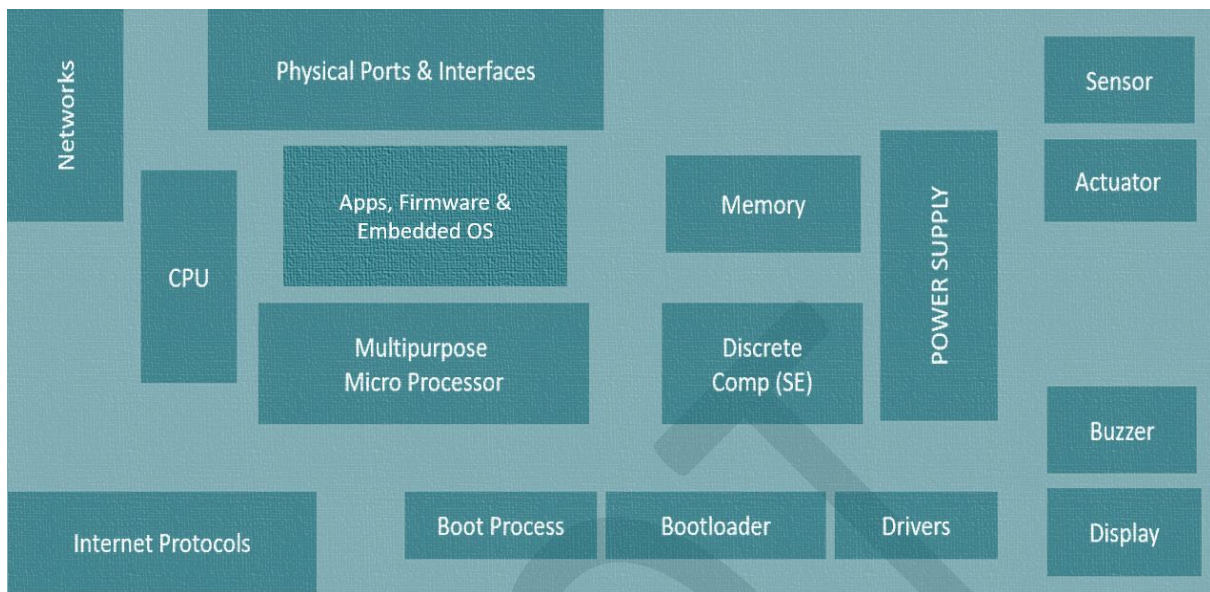 Networks
Physical Ports & Interfaces
Sensor
Apps, Firmware &
Embedded OS
Memory
POWER SUPPLY
Actuator
CPU
Multipurpose
Micro Processor
Discrete
Comp (SE)
Buzzer
Internet Protocols
Boot Process
Bootloader
Drivers
Display